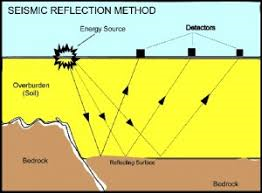 SEISMIC REFLECTION METHOD
Energy Source
Detectors
Overburden
(Soil)
Bedrock
Reflecting Surface
Bedrock